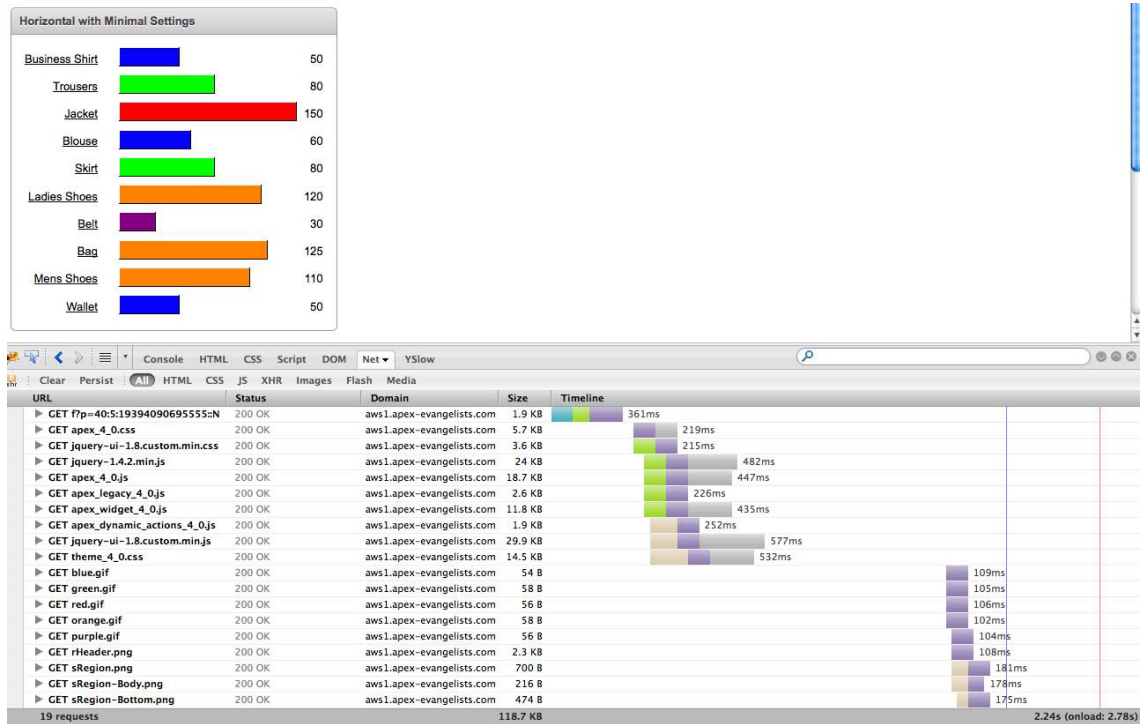 Horizontal with Minimal Settings
Business Shirt 50
Trousers 80
Jacket 150
Blouse 60
Skirt 80
Ladies Shoes 120
Belt 30
Bag 125
Mens Shoes 110
Wallet 50
Console HTML CSS Script DOM Net YSlow
Clear Persist All HTML CSS JS XHR Images Flash Media
URL Status Domain Size Timeline
GET f?p=40:5:19394090695555::N 200 OK aws1.apex-evangelists.com 1.9 KB 361ms
GET apex_4_0.css 200 OK aws1.apex-evangelists.com 5.7 KB 219ms
GET jquery-ui-1.8.custom.min.css 200 OK aws1.apex-evangelists.com 3.6 KB 215ms
GET jquery-1.4.2.min.js 200 OK aws1.apex-evangelists.com 24 KB 482ms
GET apex_4_0.js 200 OK aws1.apex-evangelists.com 18.7 KB 447ms
GET apex_legacy_4_0.js 200 OK aws1.apex-evangelists.com 2.6 KB 226ms
GET apex_widget_4_0.js 200 OK aws1.apex-evangelists.com 11.8 KB 435ms
GET apex_dynamic_actions_4_0.js 200 OK aws1.apex-evangelists.com 1.9 KB 252ms
GET jquery-ui-1.8.custom.min.js 200 OK aws1.apex-evangelists.com 29.9 KB 577ms
GET theme_4_0.css 200 OK aws1.apex-evangelists.com 14.5 KB 532ms
GET blue.gif 200 OK aws1.apex-evangelists.com 54 B 109ms
GET green.gif 200 OK aws1.apex-evangelists.com 58 B 105ms
GET red.gif 200 OK aws1.apex-evangelists.com 56 B 106ms
GET orange.gif 200 OK aws1.apex-evangelists.com 58 B 102ms
GET purple.gif 200 OK aws1.apex-evangelists.com 56 B 104ms
GET rHeader.png 200 OK aws1.apex-evangelists.com 2.3 KB 108ms
GET sRegion.png 200 OK aws1.apex-evangelists.com 700 B 181ms
GET sRegion-Body.png 200 OK aws1.apex-evangelists.com 216 B 178ms
GET sRegion-Bottom.png 200 OK aws1.apex-evangelists.com 474 B 175ms
19 requests 118.7 KB 2.24s (onload: 2.78s)